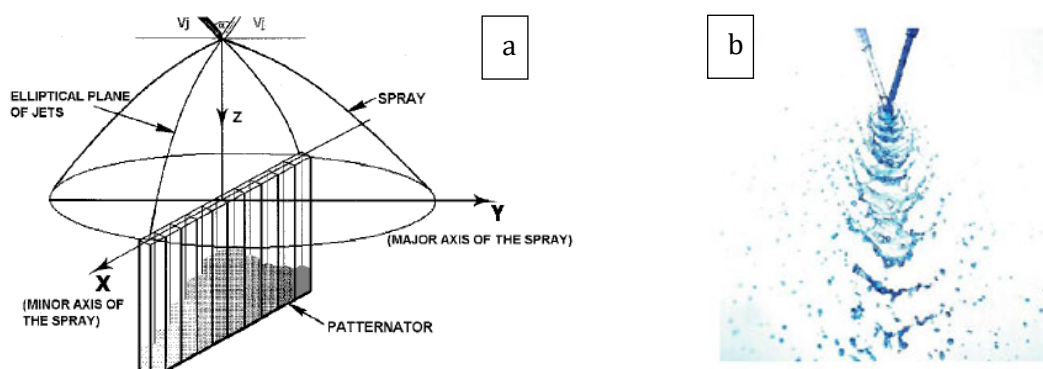 Vj α Vj
a
b
ELLIPTICAL PLANE
OF JETS
SPRAY
Z
Y
(MAJOR AXIS OF THE SPRAY)
X
(MINOR AXIS OF
THE SPRAY)
PATTERNATOR